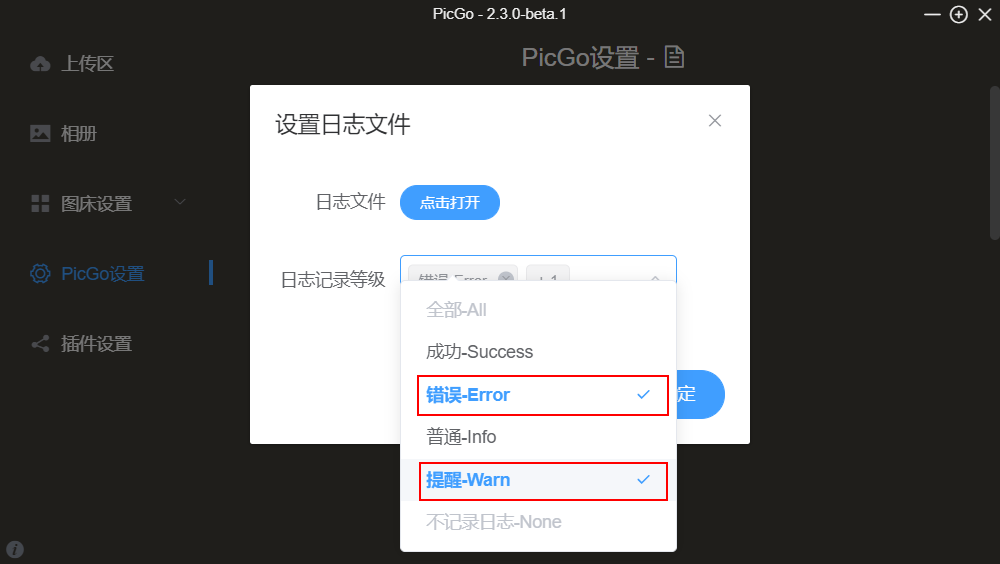 PicGo - 2.3.0-beta.1
上传区
PicGo设置 -
设置日志文件
相册
图床设置
日志文件
点击打开
PicGo设置
日志记录等级
错误-Error
+ 1
全部-All
插件设置
成功-Success
错误-Error
定
普通-Info
提醒-Warn
不记录日志-None